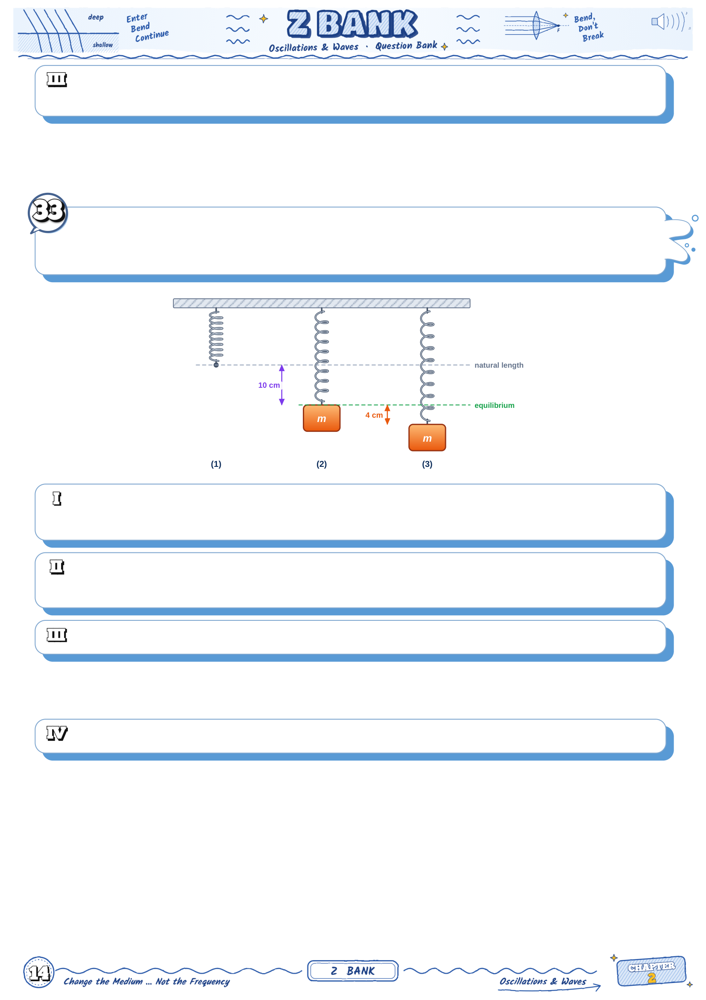 deep
shallow
Enter
Bend
Continue
Z BANK
Oscillations & Waves · Question Bank
F
Bend,
Don't
Break
III
33
natural length
10 cm
equilibrium
4 cm
m
m
(1)
(2)
(3)
I
II
III
IV
14
Change the Medium ... Not the Frequency
Z BANK
Oscillations & Waves
CHAPTER
2